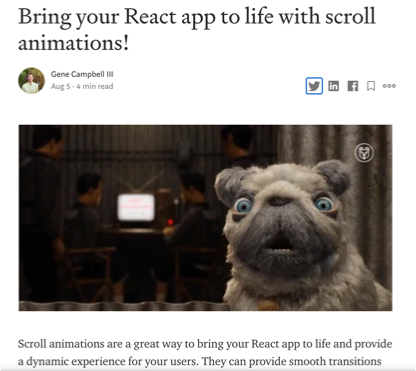 Bring your React app to life with scroll
animations!
Gene Campbell III
Aug 5 · 4 min read
Scroll animations are a great way to bring your React app to life and provide
a dynamic experience for your users. They can provide smooth transitions